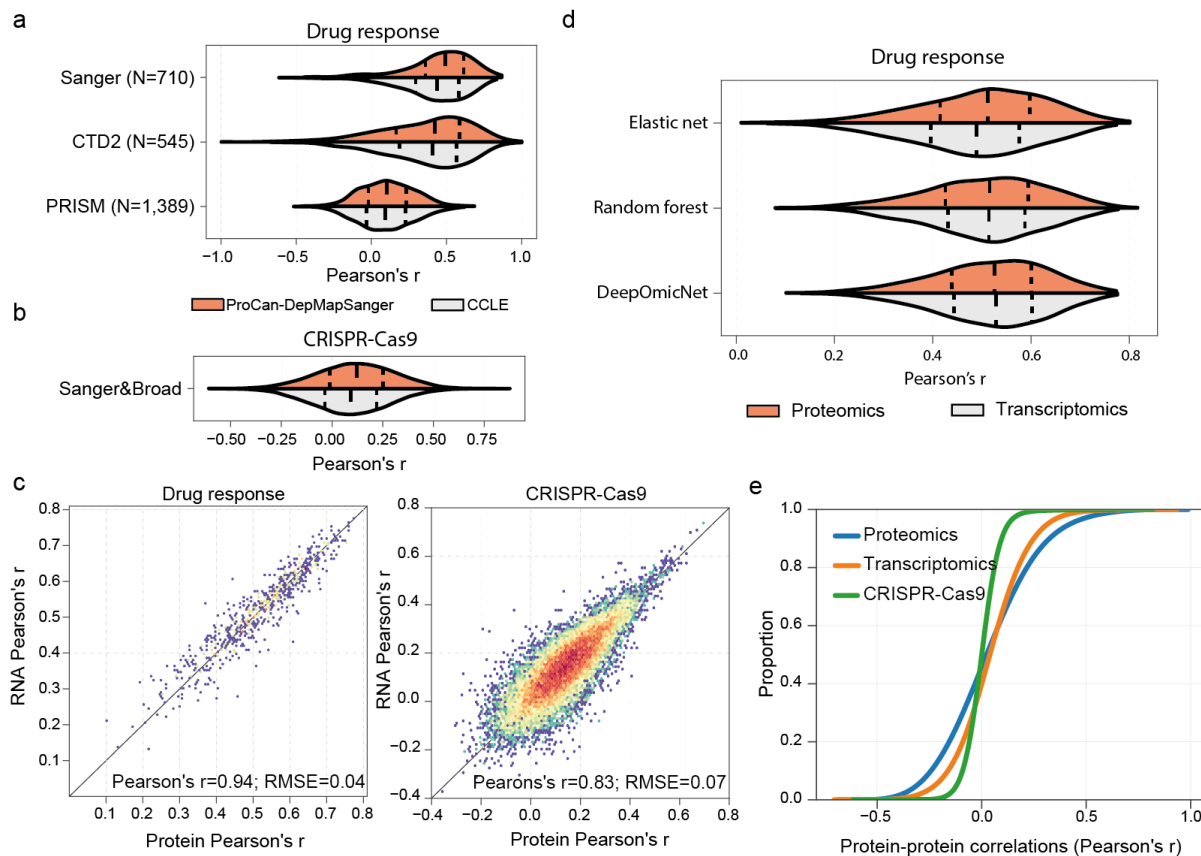 a
Drug response
Sanger (N=710)
CTD2 (N=545)
PRISM (N=1,389)
−1.0 −0.5 0.0 0.5 1.0
Pearson's r
ProCan-DepMapSanger CCLE
b
CRISPR-Cas9
Sanger&Broad
−0.50 −0.25 0.00 0.25 0.50 0.75
Pearson's r
c
Drug response
RNA Pearson's r
0.8
0.7
0.6
0.5
0.4
0.3
0.2
0.1
Pearson's r=0.94; RMSE=0.04
0.1 0.2 0.3 0.4 0.5 0.6 0.7 0.8
Protein Pearson's r
CRISPR-Cas9
RNA Pearson's r
0.8
0.6
0.4
0.2
0.0
−0.2
−0.4
Pearons's r=0.83; RMSE=0.07
−0.4 −0.2 0.0 0.2 0.4 0.6 0.8
Protein Pearson's r
d
Drug response
Elastic net
Random forest
DeepOmicNet
0.0 0.2 0.4 0.6 0.8
Pearson's r
Proteomics Transcriptomics
e
Proportion
1.0
0.8
0.6
0.4
0.2
0.0
Proteomics
Transcriptomics
CRISPR-Cas9
−0.5 0.0 0.5 1.0
Protein-protein correlations (Pearson's r)